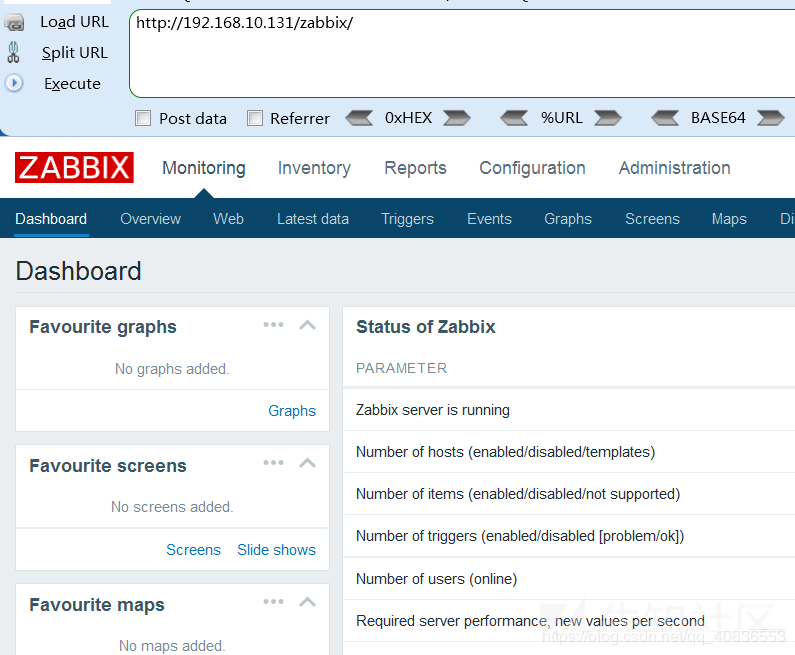 Load URL
http://192.168.10.131/zabbix/
Split URL
Execute
Post data Referrer 0xHEX %URL BASE64
ZABBIX Monitoring Inventory Reports Configuration Administration
Dashboard Overview Web Latest data Triggers Events Graphs Screens Maps Di
Dashboard
Favourite graphs
No graphs added.
Graphs
Favourite screens
No screens added.
Screens Slide shows
Favourite maps
No maps added.
Status of Zabbix
PARAMETER
Zabbix server is running
Number of hosts (enabled/disabled/templates)
Number of items (enabled/disabled/not supported)
Number of triggers (enabled/disabled [problem/ok])
Number of users (online)
Required server performance, new values per second
https://blog.csdn.net/qq_40836553